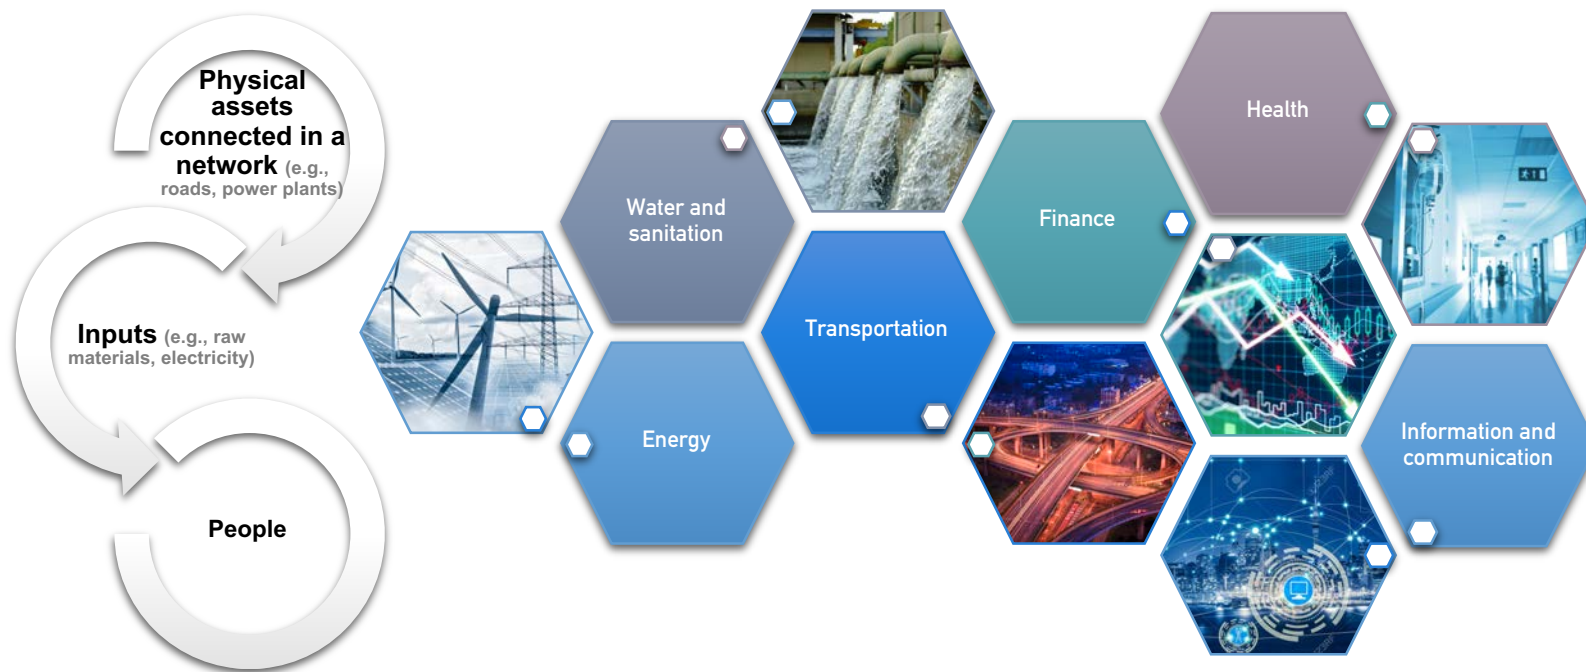 Physical
assets
connected in a
network (e.g.,
roads, power plants)
Inputs (e.g., raw
materials, electricity)
People
Water and
sanitation
Energy
Transportation
Finance
Health
Information and
communication
123RF